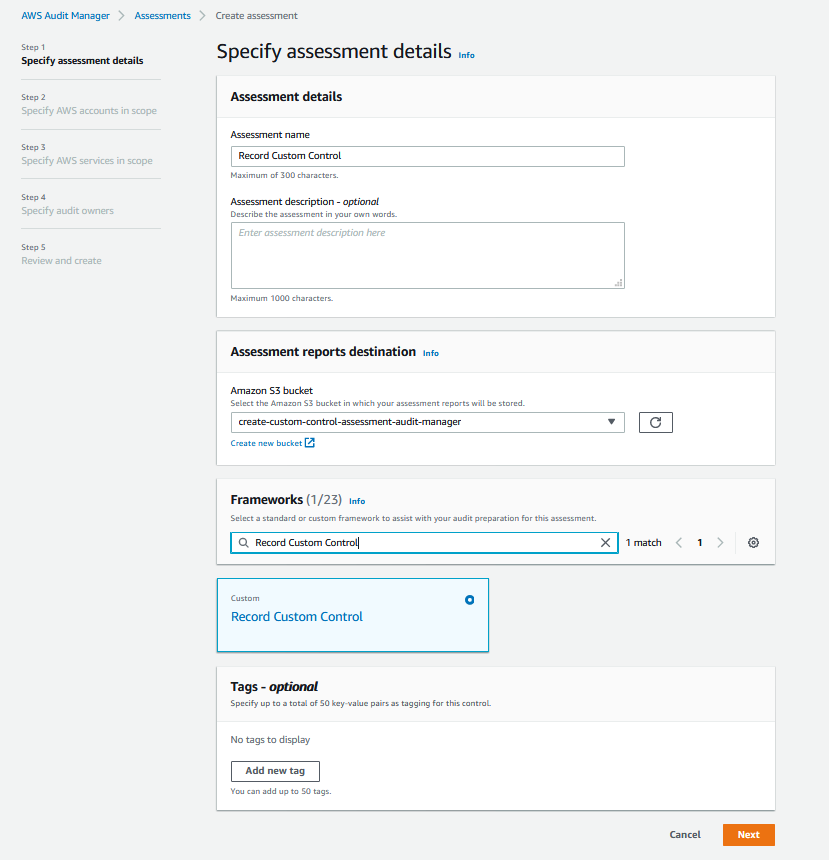 AWS Audit Manager > Assessments > Create assessment
Step 1
Specify assessment details
Step 2
Specify AWS accounts in scope
Step 3
Specify AWS services in scope
Step 4
Specify audit owners
Step 5
Review and create
Specify assessment details Info
Assessment details
Assessment name
Record Custom Control
Maximum of 300 characters.
Assessment description - optional
Describe the assessment in your own words.
Enter assessment description here
Maximum 1000 characters.
Assessment reports destination Info
Amazon S3 bucket
Select the Amazon S3 bucket in which your assessment reports will be stored.
create-custom-control-assessment-audit-manager
Create new bucket
Frameworks (1/23) Info
Select a standard or custom framework to assist with your audit preparation for this assessment.
Record Custom Control 1 match < 1 >
Custom
Record Custom Control
Tags - optional
Specify up to a total of 50 key-value pairs as tagging for this control.
No tags to display
Add new tag
You can add up to 50 tags.
Cancel Next